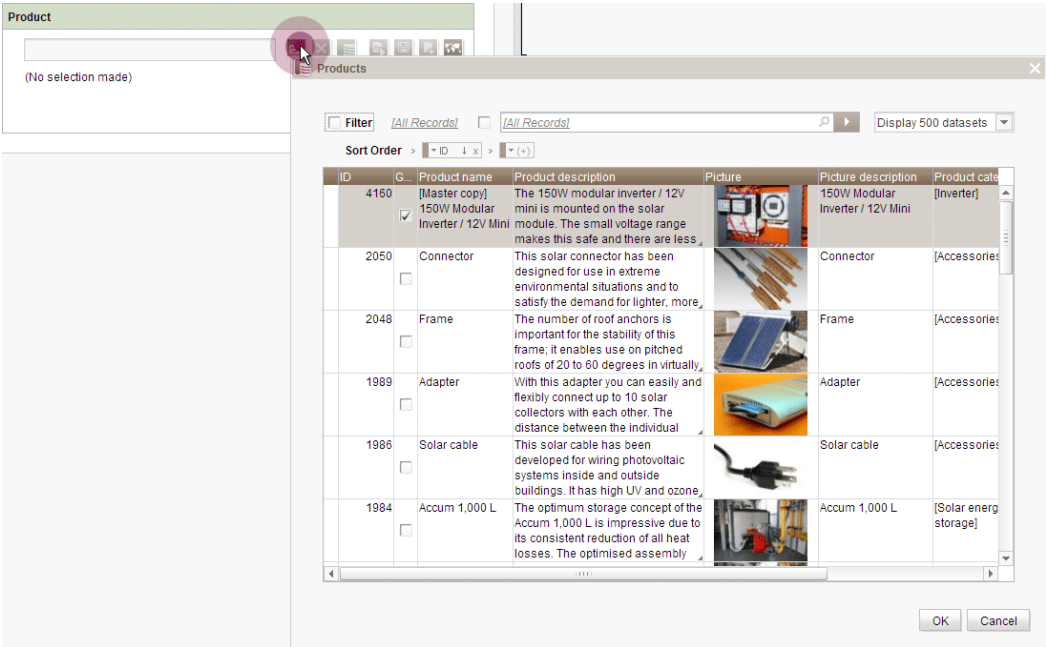 Product
(No selection made)
Products
Filter [All Records] [All Records] Display 500 datasets
Sort Order > ID ↓ x > (+)
ID G... Product name Product description Picture Picture description Product cate
4160 [Master copy] The 150W modular inverter / 12V 150W Modular [Inverter]
150W Modular mini is mounted on the solar Inverter / 12V Mini
Inverter / 12V Mini module. The small voltage range
makes this safe and there are less
2050 Connector This solar connector has been Connector [Accessories
designed for use in extreme
environmental situations and to
satisfy the demand for lighter, more
2048 Frame The number of roof anchors is Frame [Accessories
important for the stability of this
frame; it enables use on pitched
roofs of 20 to 60 degrees in virtually
1989 Adapter With this adapter you can easily and Adapter [Accessories
flexibly connect up to 10 solar
collectors with each other. The
distance between the individual
1986 Solar cable This solar cable has been Solar cable [Accessories
developed for wiring photovoltaic
systems inside and outside
buildings. It has high UV and ozone
1984 Accum 1,000 L The optimum storage concept of the Accum 1,000 L [Solar energ
Accum 1,000 L is impressive due to storage]
its consistent reduction of all heat
losses. The optimised assembly
OK Cancel